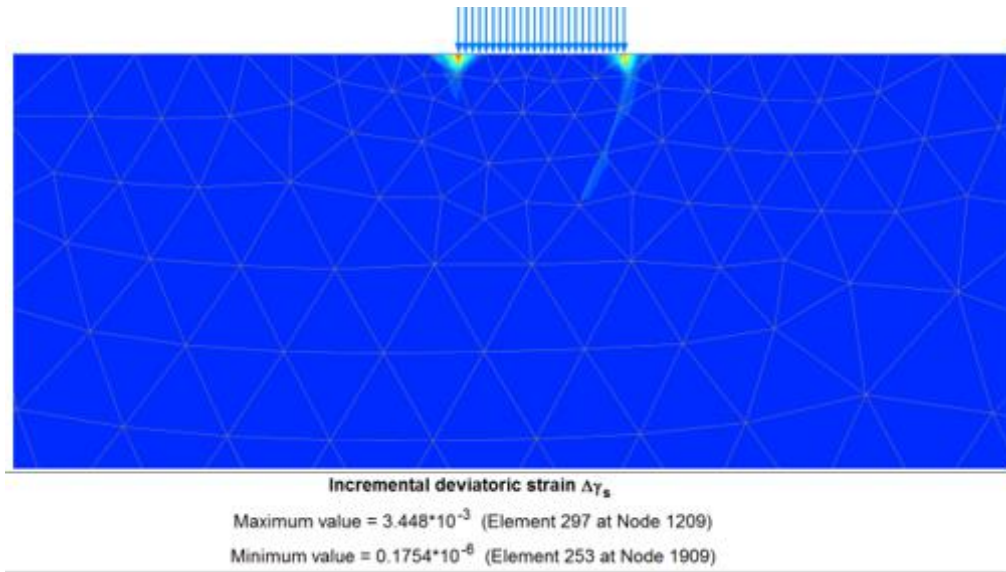 Incremental deviatoric strain Δγs
Maximum value = 3.448*10-3 (Element 297 at Node 1209)
Minimum value = 0.1754*10-6 (Element 253 at Node 1909)